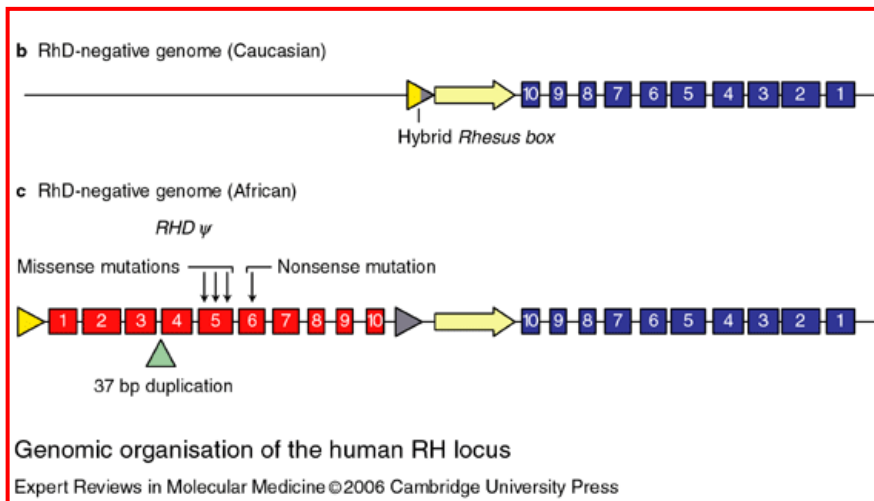 b RhD-negative genome (Caucasian)
10 9 8 7 6 5 4 3 2 1
Hybrid Rhesus box
c RhD-negative genome (African)
RHD ψ
Missense mutations Nonsense mutation
1 2 3 4 5 6 7 8 9 10 10 9 8 7 6 5 4 3 2 1
37 bp duplication
Genomic organisation of the human RH locus
Expert Reviews in Molecular Medicine ©2006 Cambridge University Press